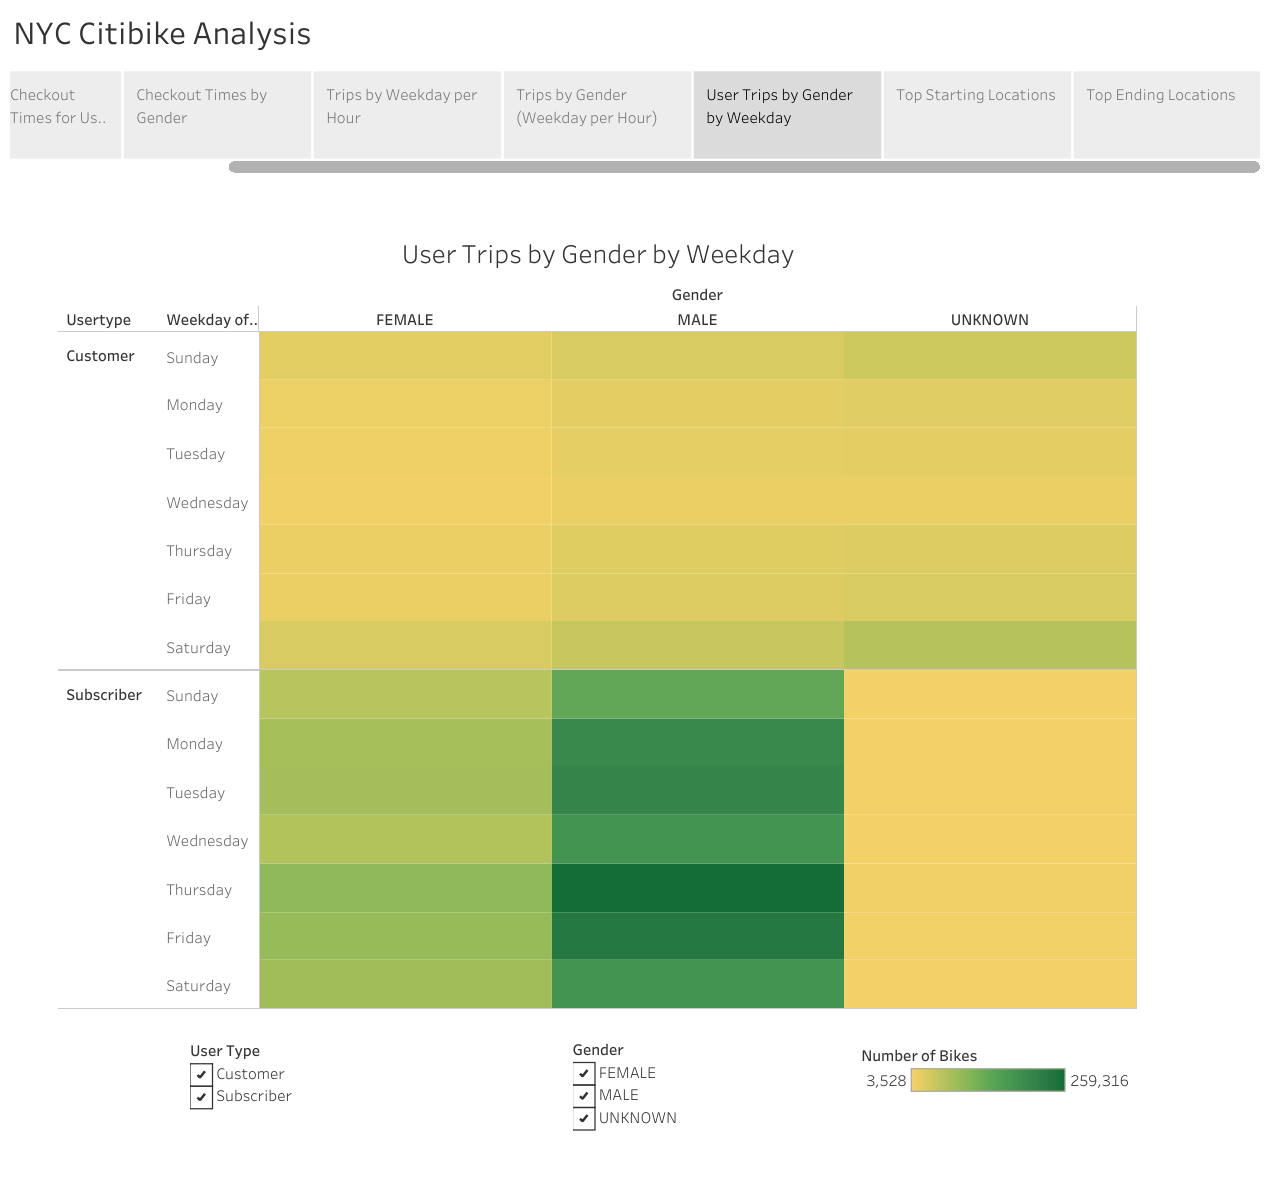 NYC Citibike Analysis
Checkout Times for Us..
Checkout Times by Gender
Trips by Weekday per Hour
Trips by Gender (Weekday per Hour)
User Trips by Gender by Weekday
Top Starting Locations
Top Ending Locations
User Trips by Gender by Weekday
Gender
Usertype Weekday of.. FEMALE MALE UNKNOWN
Customer Sunday
Monday
Tuesday
Wednesday
Thursday
Friday
Saturday
Subscriber Sunday
Monday
Tuesday
Wednesday
Thursday
Friday
Saturday
User Type
Customer
Subscriber
Gender
FEMALE
MALE
UNKNOWN
Number of Bikes
3,528 259,316